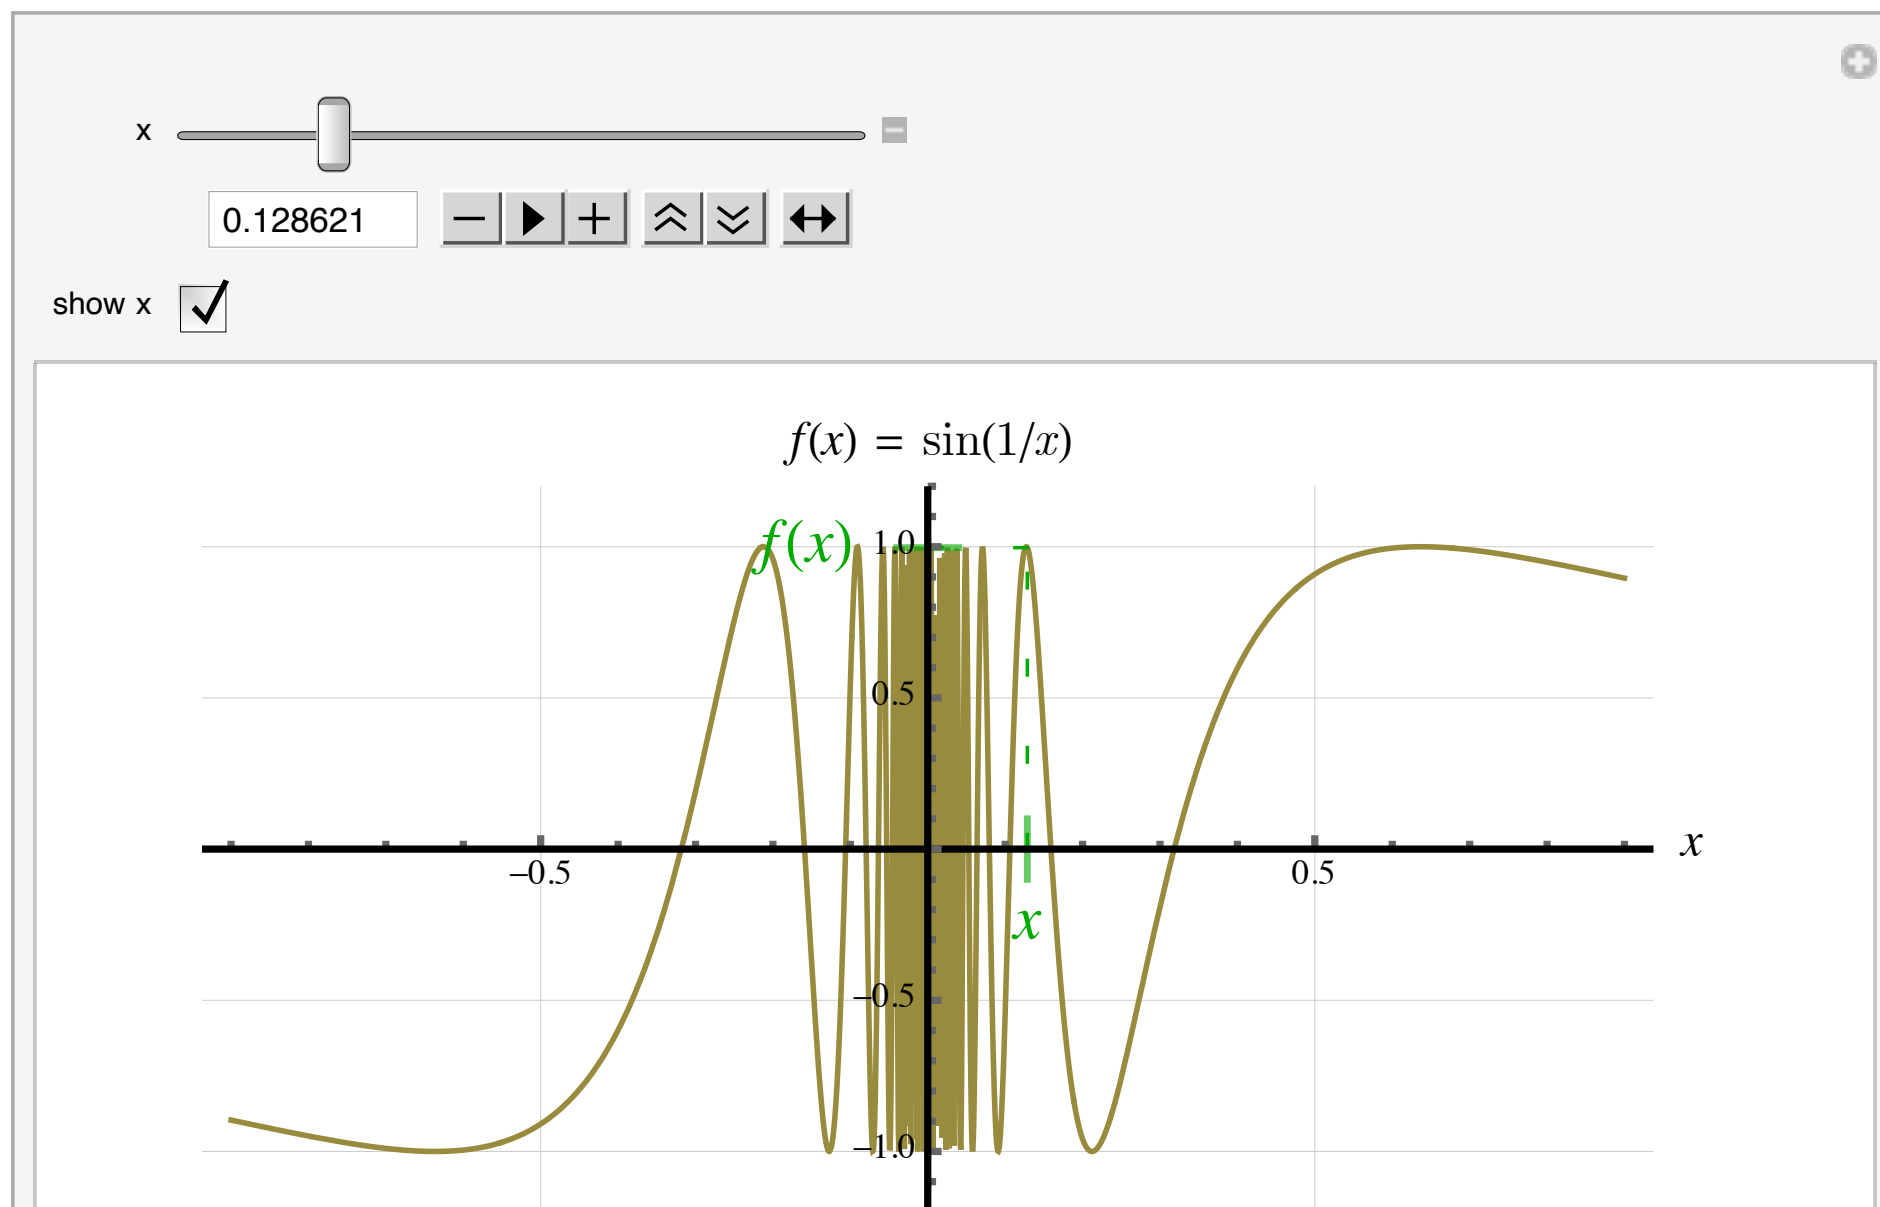 x
0.128621
show x
f(x) = sin(1/x)
f(x) 1.0
0.5
x
−0.5 0.5
x
−0.5
−1.0